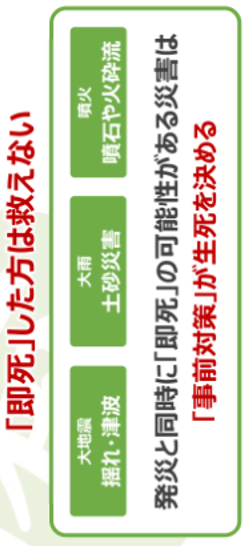 「即死」した方は救えない
大地震
揺れ・津波
大雨
土砂災害
噴火
噴石や火砕流
発災と同時に「即死」の可能性がある災害は
「事前対策」が生死を決める